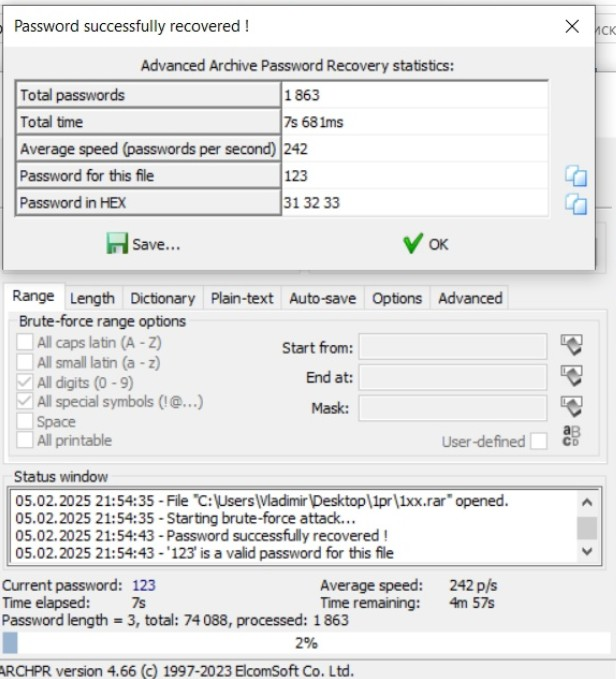 Password successfully recovered !
Advanced Archive Password Recovery statistics:
Total passwords 1 863
Total time 7s 681ms
Average speed (passwords per second) 242
Password for this file 123
Password in HEX 31 32 33
Save... OK
Range Length Dictionary Plain-text Auto-save Options Advanced
Brute-force range options
All caps latin (A - Z)
All small latin (a - z)
All digits (0 - 9)
All special symbols (!@...)
Space
All printable
Start from:
End at:
Mask:
User-defined
Status window
05.02.2025 21:54:35 - File "C:\Users\Vladimir\Desktop\1pr\1xx.rar" opened.
05.02.2025 21:54:35 - Starting brute-force attack...
05.02.2025 21:54:43 - Password successfully recovered !
05.02.2025 21:54:43 - '123' is a valid password for this file
Current password: 123 Average speed: 242 p/s
Time elapsed: 7s Time remaining: 4m 57s
Password length = 3, total: 74 088, processed: 1 863
2%
ARCHPR version 4.66 (c) 1997-2023 ElcomSoft Co. Ltd.